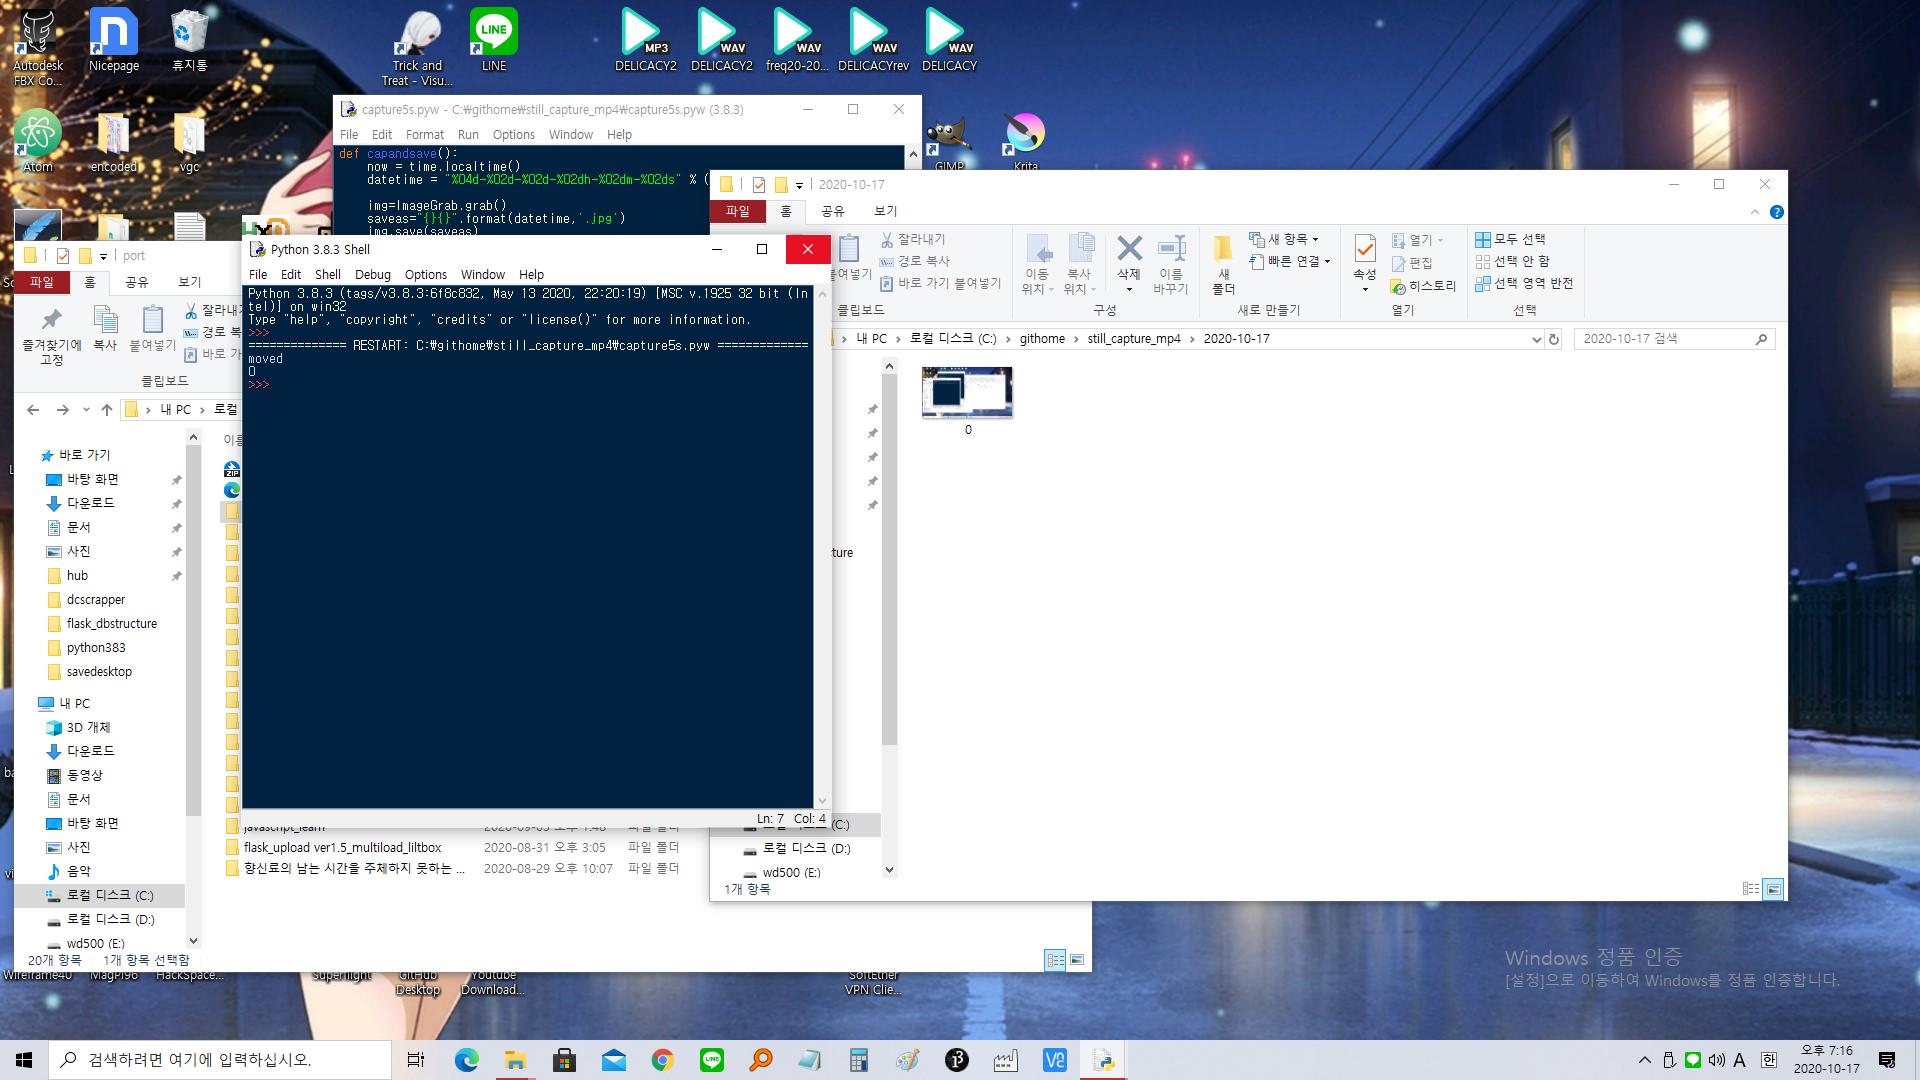 Autodesk
FBX Co...
Nicepage
휴지통
Trick and
Treat - Visu...
LINE
LINE
MP3
DELICACY2
WAV
DELICACY2
WAV
freq20-20...
WAV
DELICACYrev
WAV
DELICACY
Atom
encoded
vgc
GIMP
Krita
capture5s.pyw - C:₩githome₩still_capture_mp4₩capture5s.pyw (3.8.3)
File Edit Format Run Options Window Help
def capandsave():
now = time.localtime()
datetime = "%04d-%02d-%02d-%02dh-%02dm-%02ds" % (
img=ImageGrab.grab()
saveas="{}{}".format(datetime,'.jpg')
img.save(saveas)
2020-10-17
파일 홈 공유 보기
붙여넣기
잘라내기
경로 복사
바로 가기 붙여넣기
클립보드
이동
위치
복사
위치
삭제
이름
바꾸기
구성
새
폴더
새 항목
빠른 연결
새로 만들기
속성
열기
편집
히스토리
열기
모두 선택
선택 안 함
선택 영역 반전
선택
내 PC › 로컬 디스크 (C:) › githome › still_capture_mp4 › 2020-10-17
2020-10-17 검색
0
ture
(C:)
로컬 디스크 (D:)
wd500 (E:)
1개 항목
Python 3.8.3 Shell
File Edit Shell Debug Options Window Help
Python 3.8.3 (tags/v3.8.3:6f8c832, May 13 2020, 22:20:19) [MSC v.1925 32 bit (In
tel)] on win32
Type "help", "copyright", "credits" or "license()" for more information.
>>>
============== RESTART: C:₩githome₩still_capture_mp4₩capture5s.pyw =============
moved
0
>>>
Ln: 7 Col: 4
port
파일 홈 공유 보기
즐겨찾기에
고정
복사
붙여넣기
잘라내
경로 복
바로 가
클립보드
내 PC › 로컬
바로 가기
바탕 화면
다운로드
문서
사진
hub
dcscrapper
flask_dbstructure
python383
savedesktop
내 PC
3D 개체
다운로드
동영상
문서
바탕 화면
사진
음악
로컬 디스크 (C:)
로컬 디스크 (D:)
wd500 (E:)
ZIP
javascript_learn 2020-09-05 오후 1:48 파일 폴더
flask_upload ver1.5_multiload_liltbox 2020-08-31 오후 3:05 파일 폴더
향신료의 남는 시간을 주체하지 못하는 ... 2020-08-29 오후 10:07 파일 폴더
20개 항목 1개 항목 선택함
Wireframe40
MagPi96
HackSpace...
Superflight
GitHub
Desktop
Youtube
Download...
SoftEther
VPN Clie...
Windows 정품 인증
[설정]으로 이동하여 Windows를 정품 인증합니다.
검색하려면 여기에 입력하십시오.
A
한
오후 7:16
2020-10-17